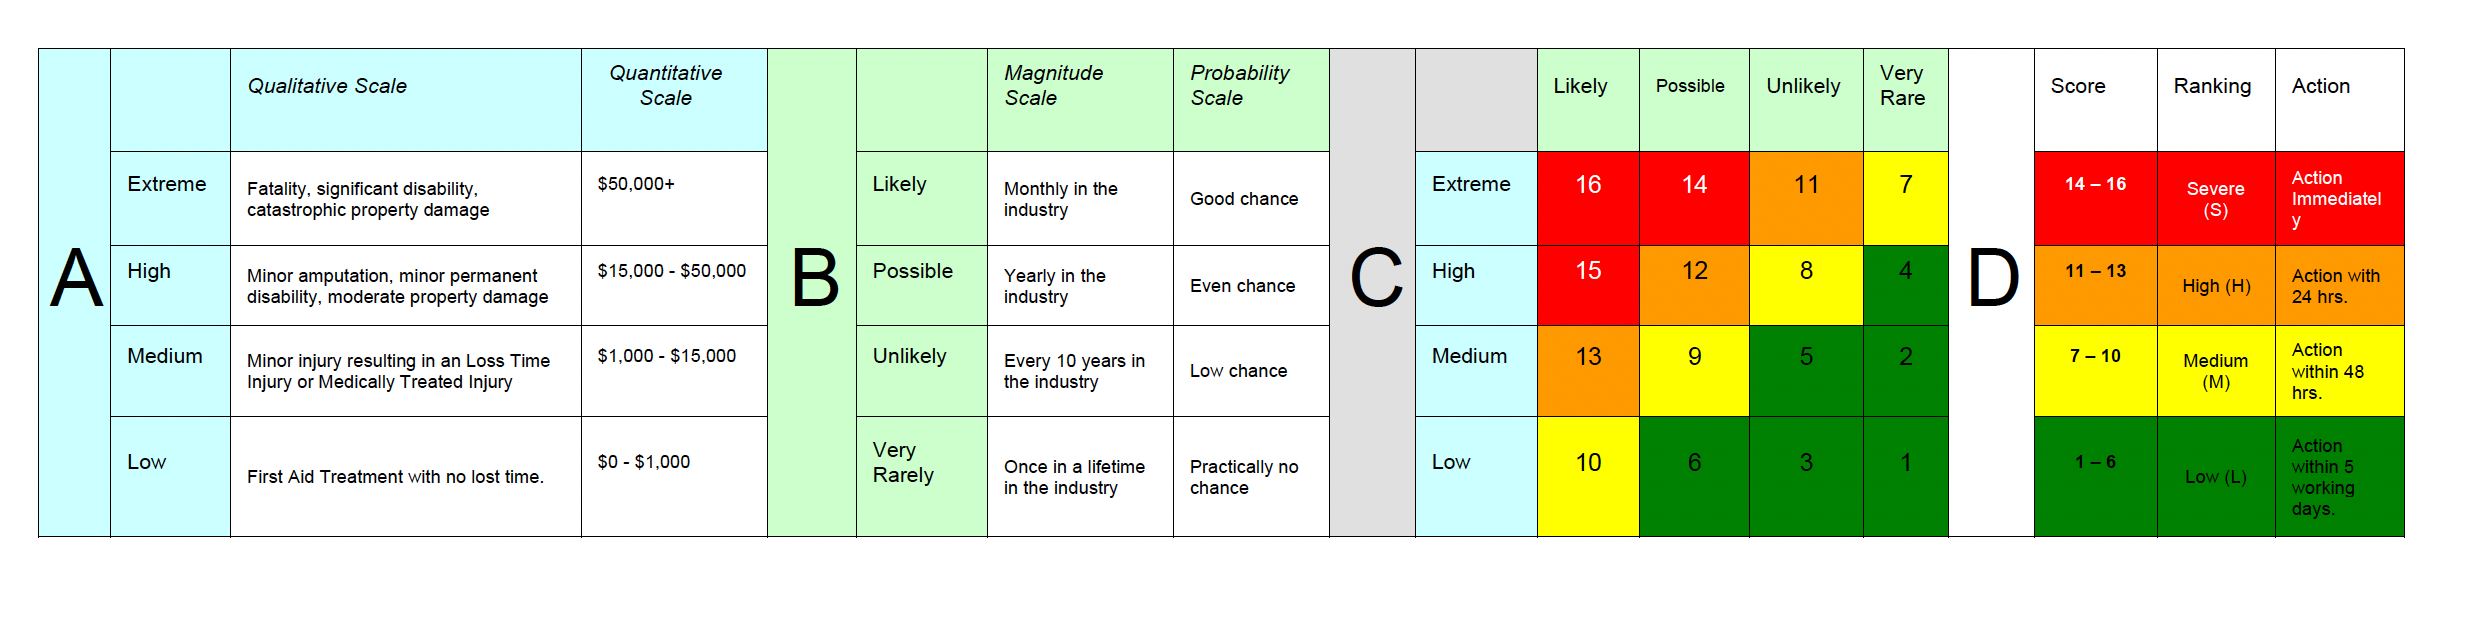 A
Qualitative Scale
Quantitative
Scale
Extreme
Fatality, significant disability,
catastrophic property damage
$50,000+
High
Minor amputation, minor permanent
disability, moderate property damage
$15,000 - $50,000
Medium
Minor injury resulting in an Loss Time
Injury or Medically Treated Injury
$1,000 - $15,000
Low
First Aid Treatment with no lost time.
$0 - $1,000
B
Magnitude
Scale
Probability
Scale
Likely
Monthly in the
industry
Good chance
Possible
Yearly in the
industry
Even chance
Unlikely
Every 10 years in
the industry
Low chance
Very
Rarely
Once in a lifetime
in the industry
Practically no
chance
C
Likely
Possible
Unlikely
Very
Rare
Extreme
16
14
11
7
High
15
12
8
4
Medium
13
9
5
2
Low
10
6
3
1
D
Score
Ranking
Action
14 – 16
Severe
(S)
Action
Immediatel
y
11 – 13
High (H)
Action with
24 hrs.
7 – 10
Medium
(M)
Action
within 48
hrs.
1 – 6
Low (L)
Action
within 5
working
days.